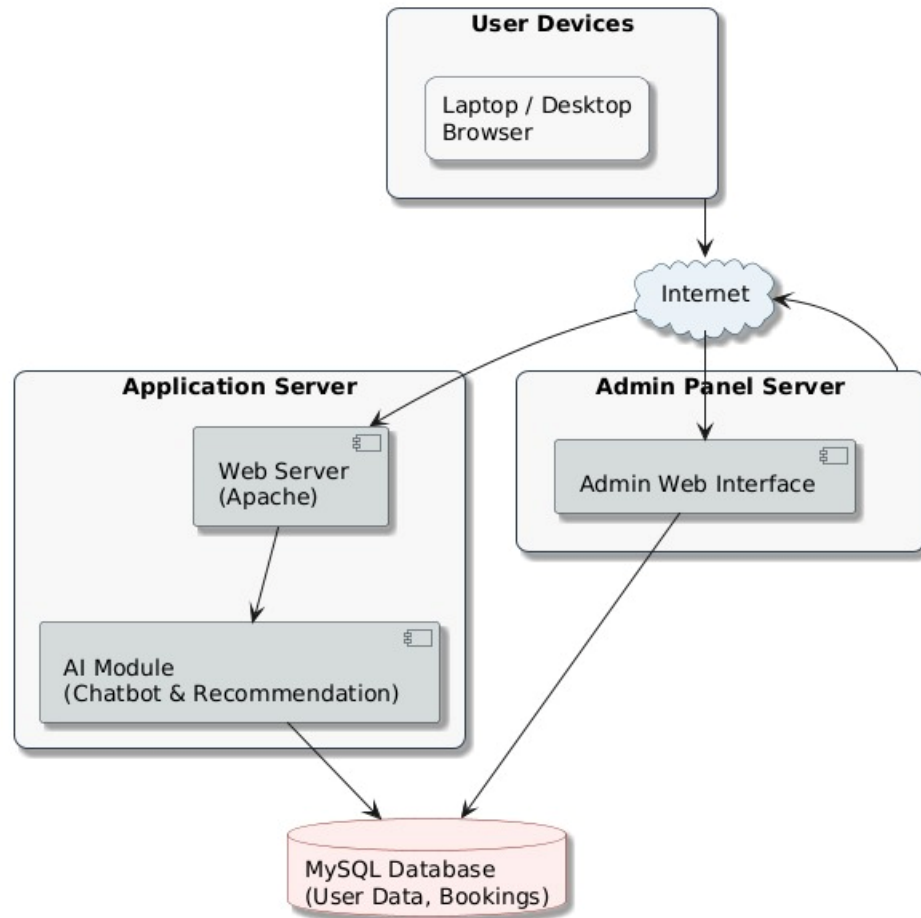 User Devices
Laptop / Desktop
Browser
Internet
Application Server
Admin Panel Server
Web Server
(Apache)
Admin Web Interface
AI Module
(Chatbot & Recommendation)
MySQL Database
(User Data, Bookings)